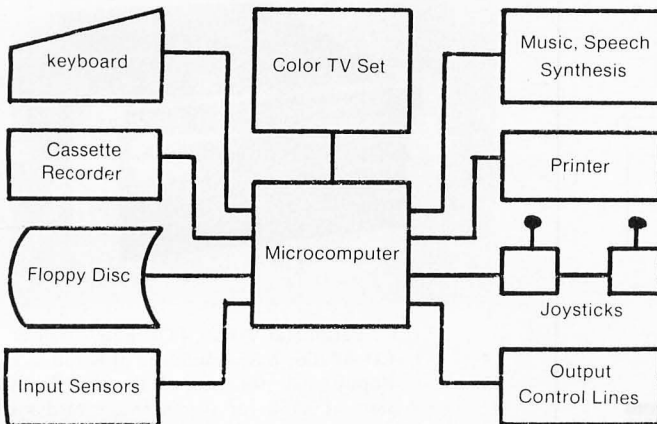 keyboard
Color TV Set
Music, Speech
Synthesis
Cassette
Recorder
Printer
Floppy Disc
Microcomputer
Joysticks
Input Sensors
Output
Control Lines